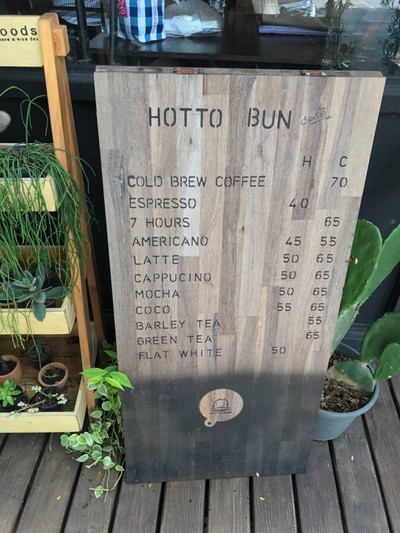 oods
HOTTO BUN
H C
COLD BREW COFFEE 70
ESPRESSO 40
7 HOURS 65
AMERICANO 45 55
LATTE 50 65
CAPPUCINO 50 65
MOCHA 50 65
COCO 55 65
BARLEY TEA 55
GREEN TEA 65
FLAT WHITE 50